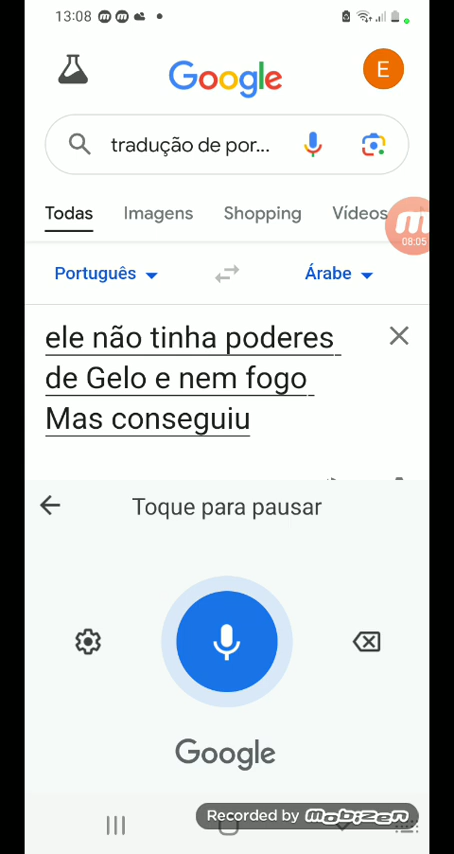 13:08
Google
E
tradução de por...
Todas Imagens Shopping Vídeos
08:05
Português Árabe
ele não tinha poderes
de Gelo e nem fogo
Mas conseguiu
Toque para pausar
Google
Recorded by MOBIZEN